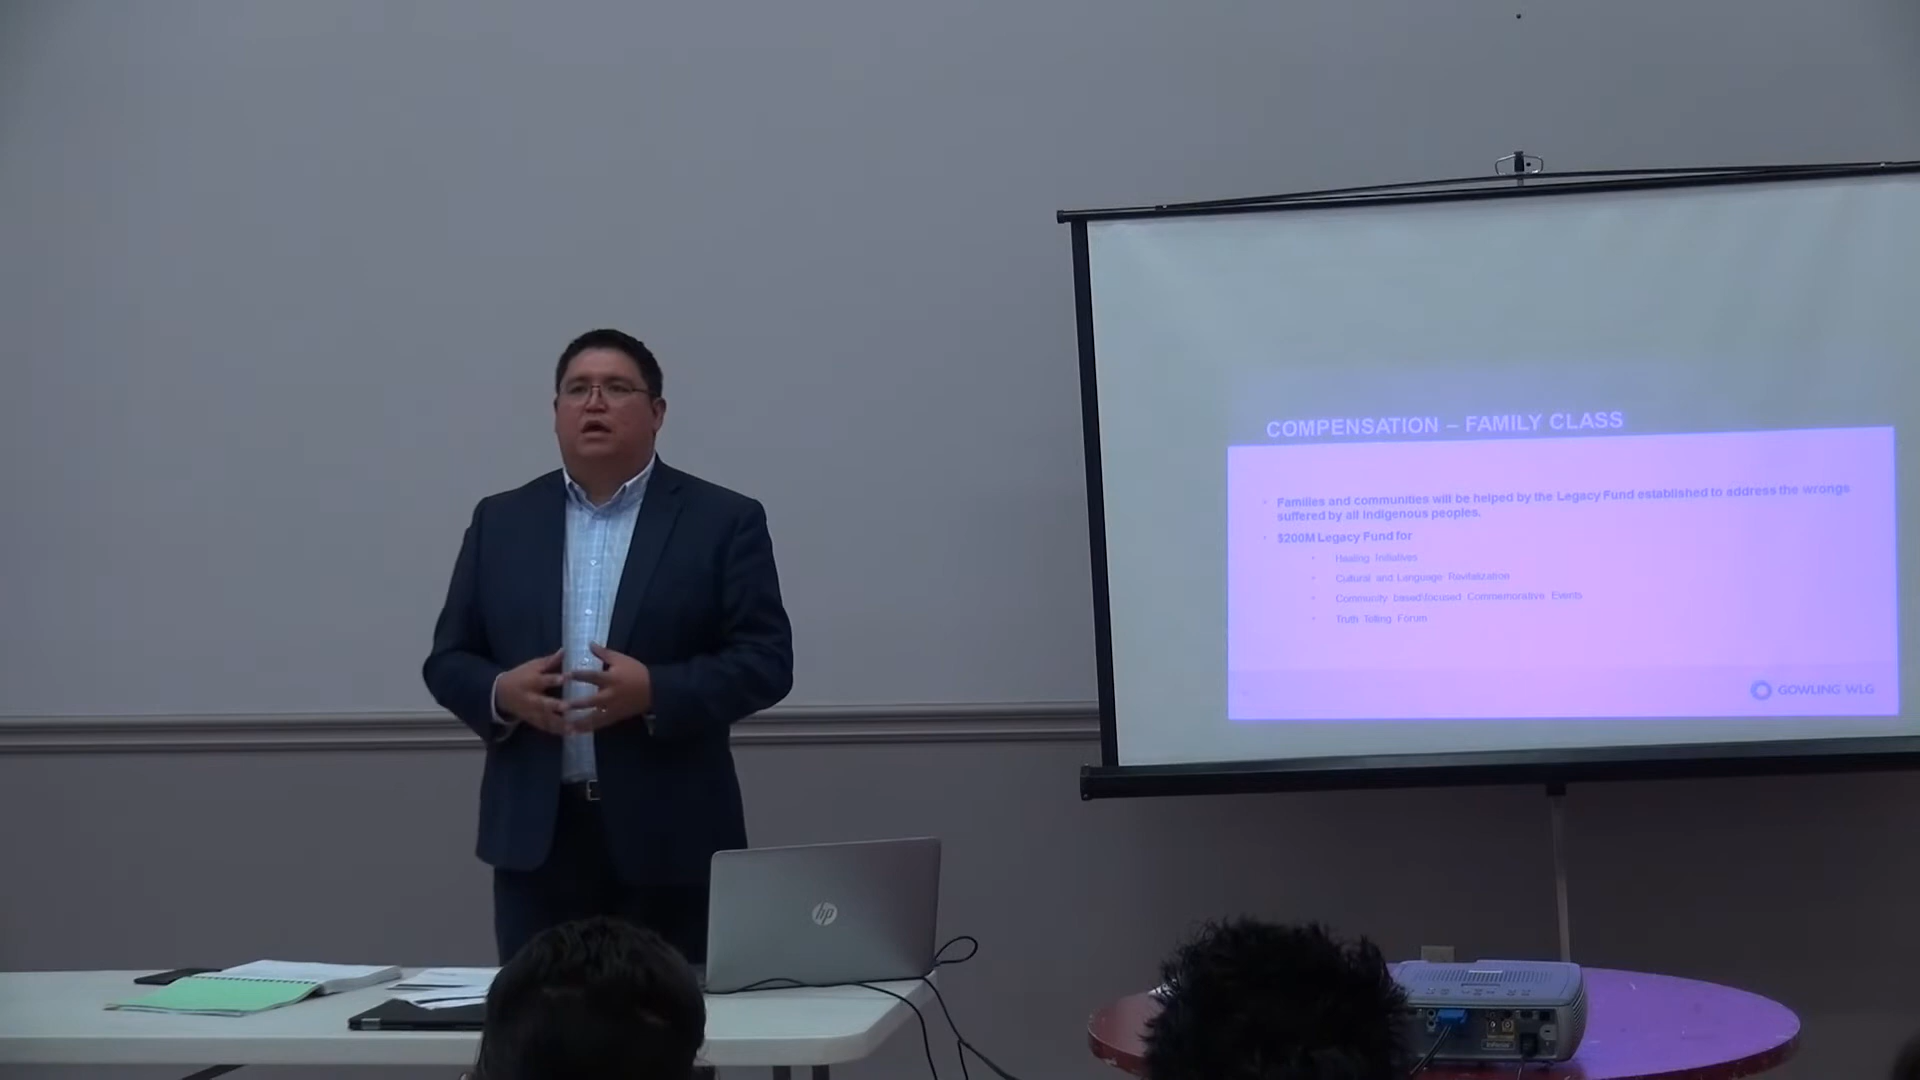 COMPENSATION – FAMILY CLASS
• Families and communities will be helped by the Legacy Fund established to address the wrongs
suffered by all Indigenous peoples.
• $200M Legacy Fund for
• Healing Initiatives
• Cultural and Language Revitalization
• Community based-focused Commemorative Events
• Truth Telling Forum
GOWLING WLG
hp